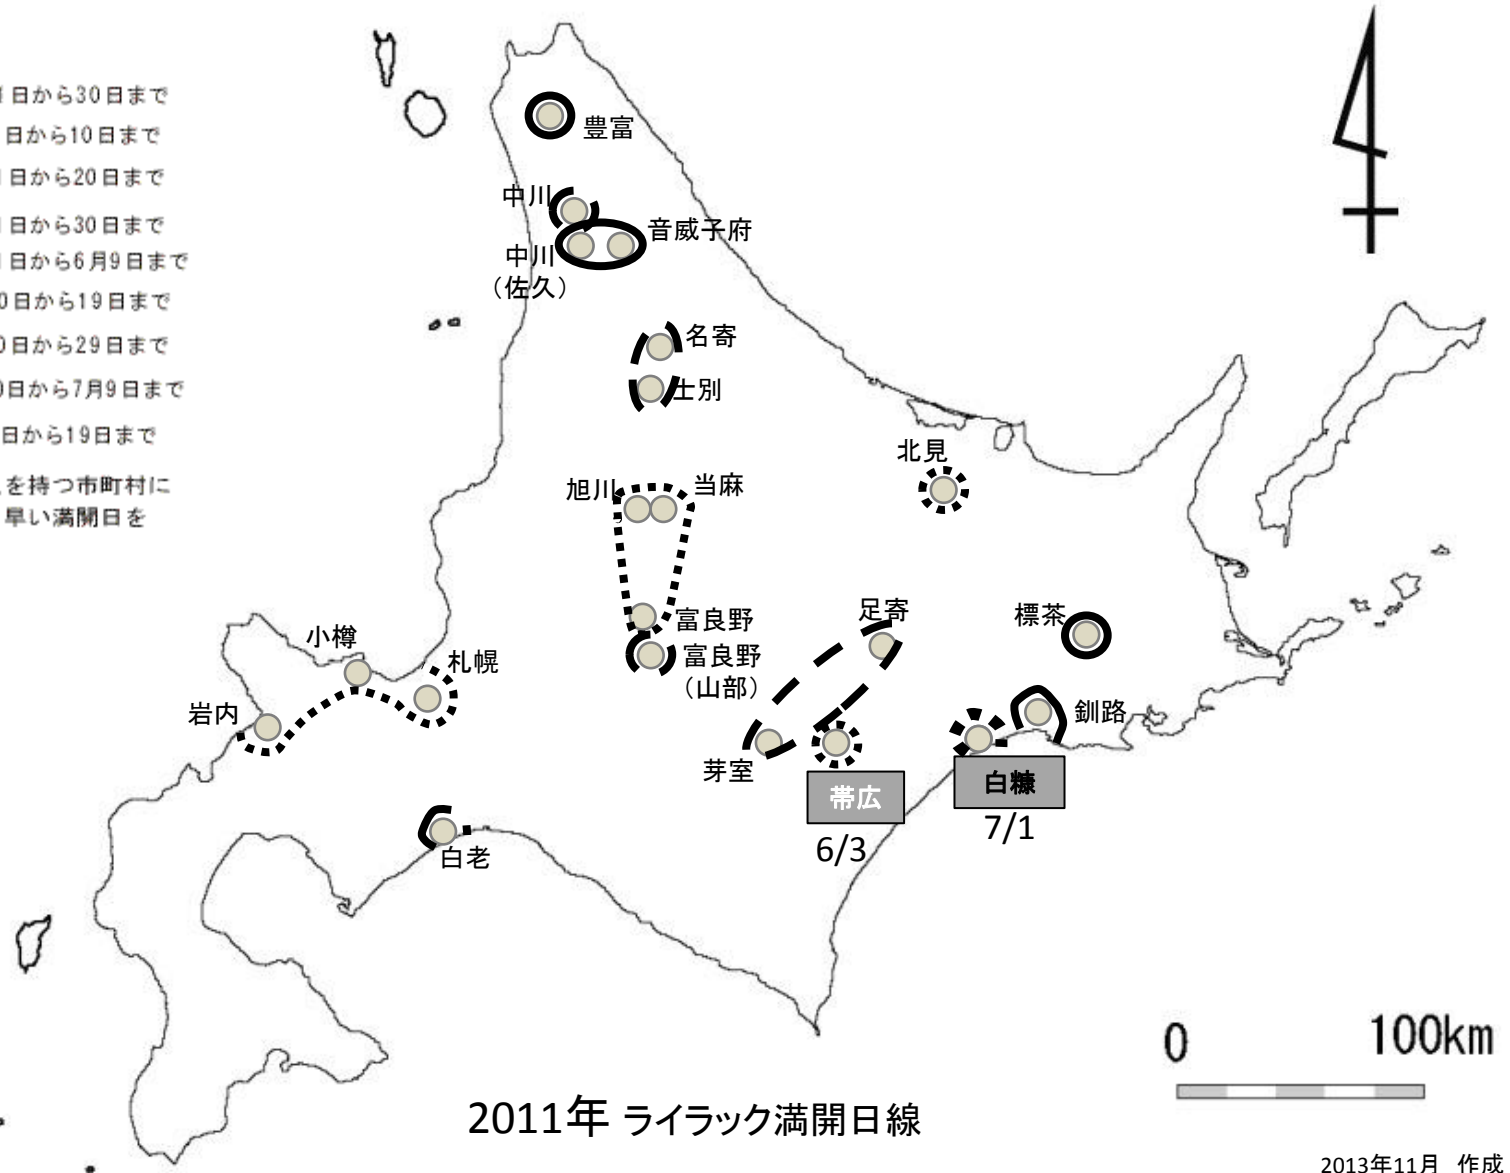 日から30日まで
日から10日まで
日から20日まで
日から30日まで
日から6月9日まで
0日から19日まで
0日から29日まで
0日から7月9日まで
日から19日まで
を持つ市町村に
早い満開日を
豊富
中川
音威子府
中川
（佐久）
名寄
士別
北見
旭川
当麻
富良野
富良野
（山部）
足寄
標茶
小樽
札幌
岩内
釧路
芽室
帯広
6/3
白糠
7/1
白老
0 100km
2011年 ライラック満開日線
2013年11月 作成